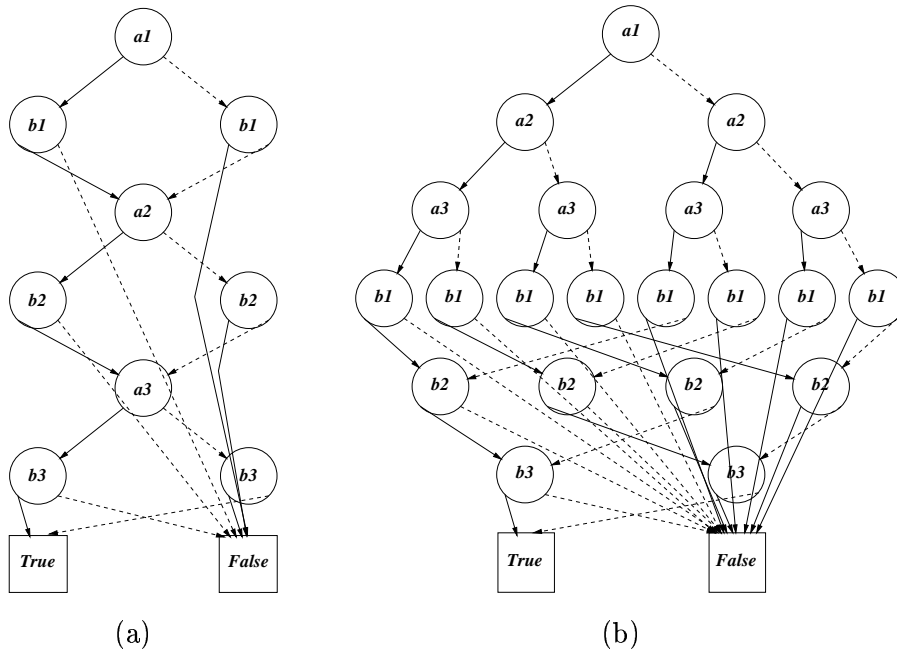 a1
b1 b1
a2
b2 b2
a3
b3 b3
True False
(a)
a1
a2 a2
a3 a3 a3 a3
b1 b1 b1 b1 b1 b1 b1 b1
b2 b2 b2 b2
b3 b3
True False
(b)